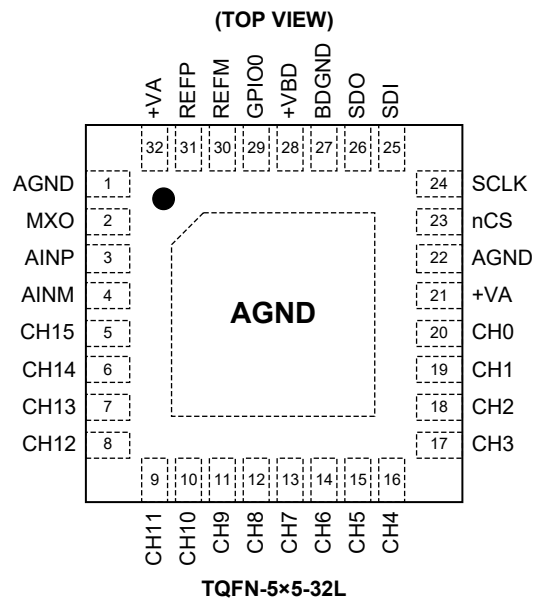 (TOP VIEW)
+VA REFP REFM GPIO0 +VBD BDGND SDO SDI
32 31 30 29 28 27 26 25
AGND 1 24 SCLK
MXO 2 23 nCS
AINP 3 22 AGND
AINM 4 21 +VA
AGND
CH15 5 20 CH0
CH14 6 19 CH1
CH13 7 18 CH2
CH12 8 17 CH3
9 10 11 12 13 14 15 16
CH11 CH10 CH9 CH8 CH7 CH6 CH5 CH4
TQFN-5×5-32L